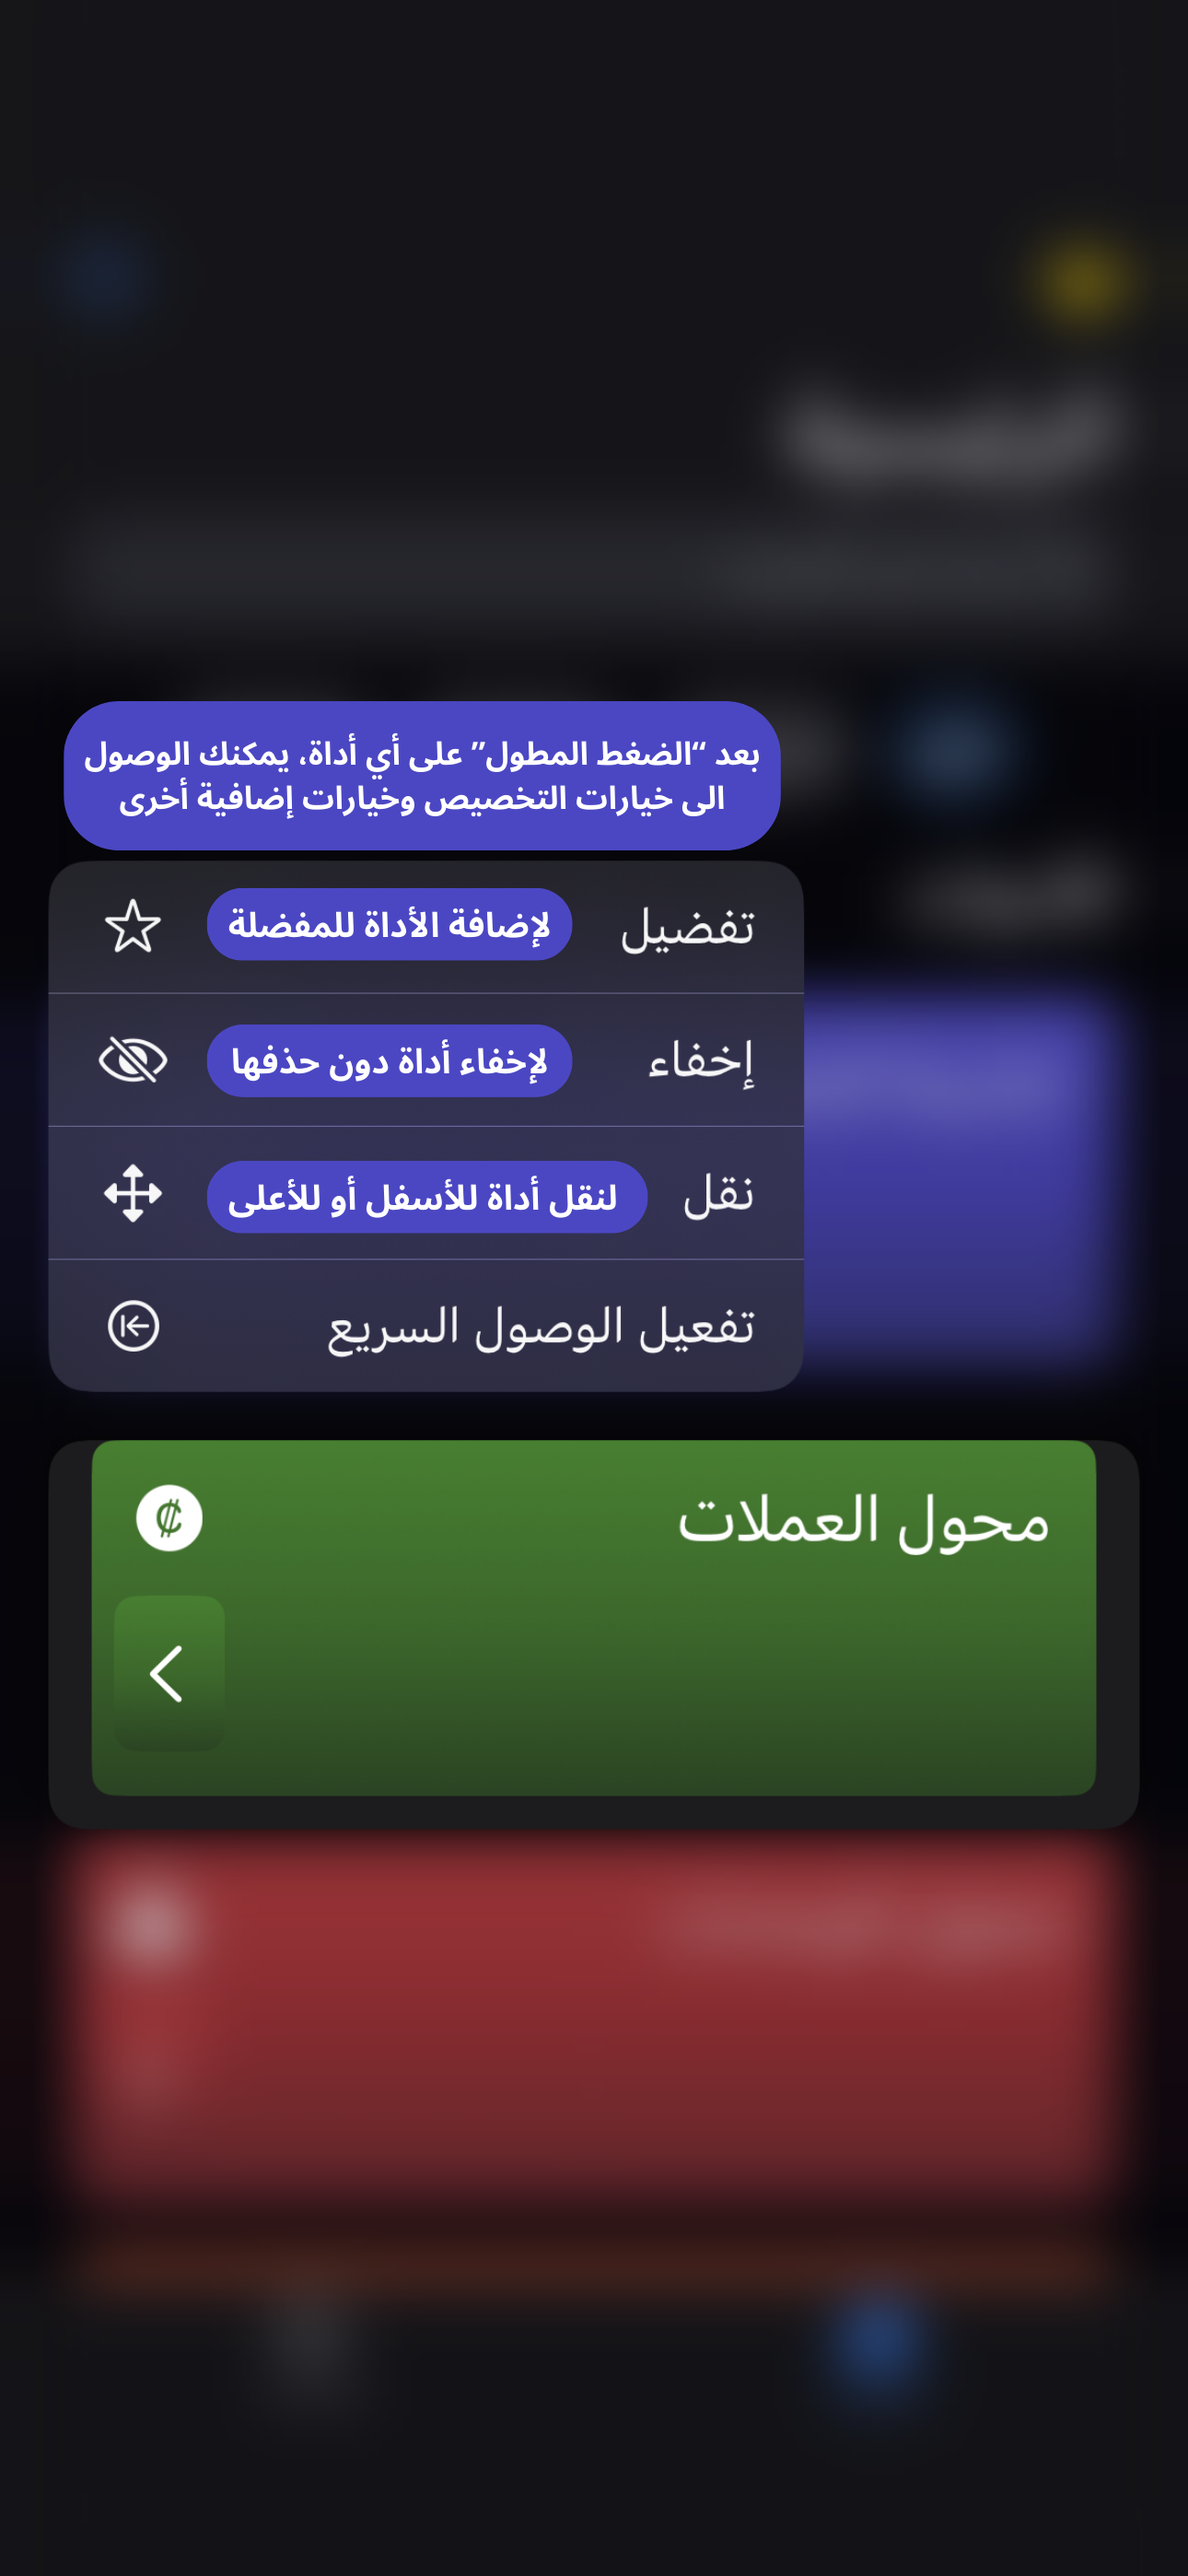 بعد “الضغط المطول” على أي أداة، يمكنك الوصول
الى خيارات التخصيص وخيارات إضافية أخرى
تفضيل لإضافة الأداة للمفضلة
إخفاء لإخفاء أداة دون حذفها
نقل لنقل أداة للأسفل أو للأعلى
تفعيل الوصول السريع
محول العملات